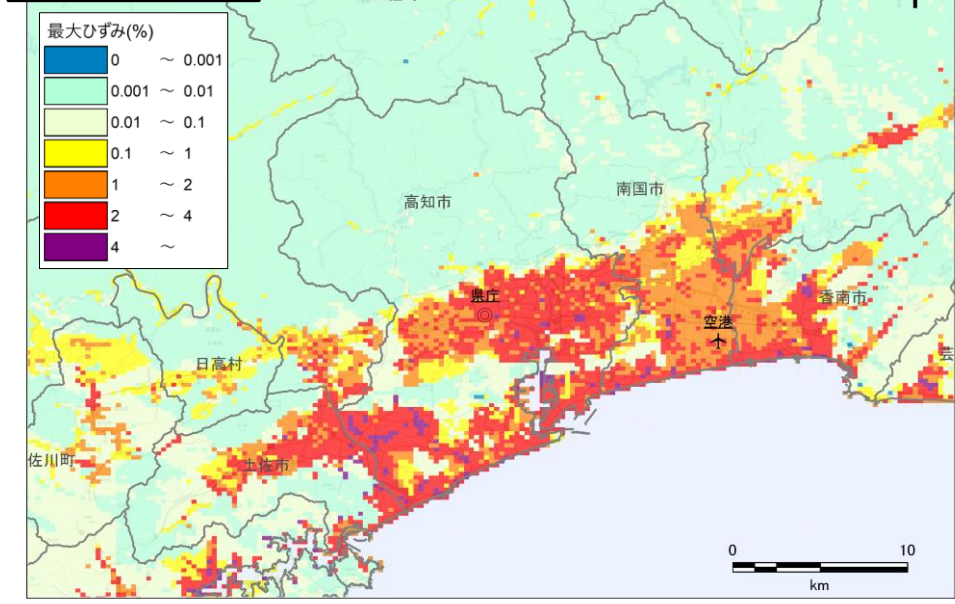 最大ひずみ(%)
0 ～ 0.001
0.001 ～ 0.01
0.01 ～ 0.1
0.1 ～ 1
1 ～ 2
2 ～ 4
4 ～
高知市
南国市
県庁
香南市
空港
日高村
芸
佐川町
土佐市
0 10
km